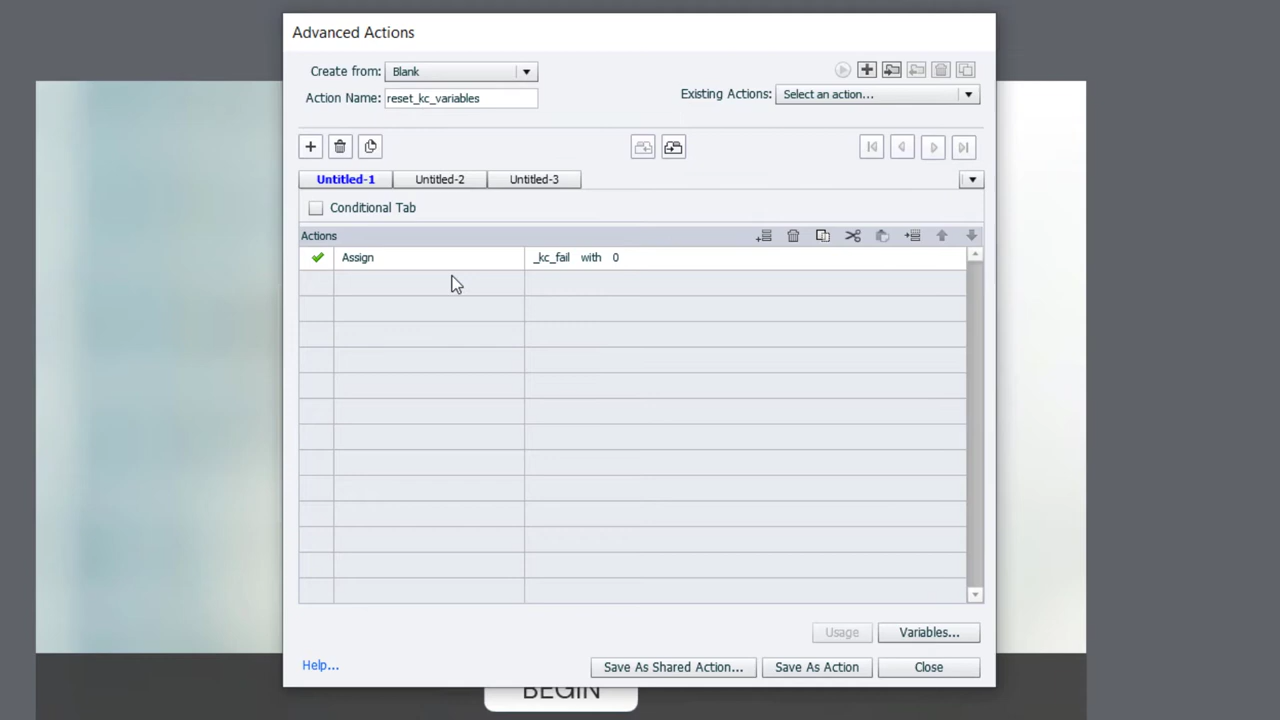 Advanced Actions
Create from: Blank
Action Name: reset_kc_variables
Existing Actions: Select an action...
Untitled-1 Untitled-2 Untitled-3
Conditional Tab
Actions
Assign _kc_fail with 0
Usage Variables...
Help...
Save As Shared Action... Save As Action Close
BEGIN